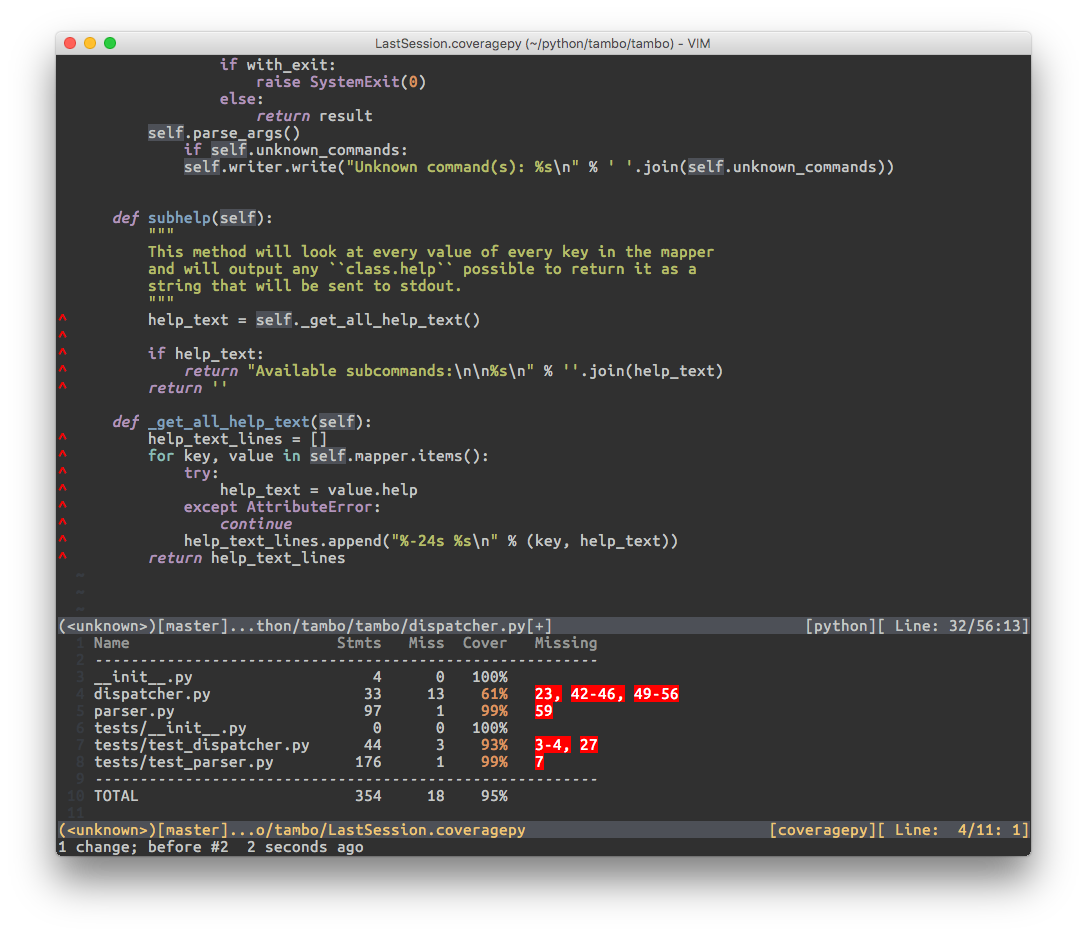 LastSession.coveragepy (~/python/tambo/tambo) - VIM
                if with_exit:
                    raise SystemExit(0)
                else:
                    return result
        self.parse_args()
            if self.unknown_commands:
            self.writer.write("Unknown command(s): %s\n" % ' '.join(self.unknown_commands))
    def subhelp(self):
        """
        This method will look at every value of every key in the mapper
        and will output any ``class.help`` possible to return it as a
        string that will be sent to stdout.
        """
^       help_text = self._get_all_help_text()
^
^       if help_text:
^           return "Available subcommands:\n\n%s\n" % ''.join(help_text)
^       return ''
    def _get_all_help_text(self):
^       help_text_lines = []
^       for key, value in self.mapper.items():
^           try:
^               help_text = value.help
^           except AttributeError:
^               continue
^           help_text_lines.append("%-24s %s\n" % (key, help_text))
^       return help_text_lines
~
~
~
(<unknown>)[master]...thon/tambo/tambo/dispatcher.py[+] [python][ Line: 32/56:13]
1 Name                       Stmts   Miss  Cover   Missing
2 --------------------------------------------------------
3 __init__.py                    4      0   100%
4 dispatcher.py                 33     13    61%   23, 42-46, 49-56
5 parser.py                     97      1    99%   59
6 tests/__init__.py              0      0   100%
7 tests/test_dispatcher.py      44      3    93%   3-4, 27
8 tests/test_parser.py         176      1    99%   7
9 --------------------------------------------------------
10 TOTAL                       354     18    95%
11
(<unknown>)[master]...o/tambo/LastSession.coveragepy [coveragepy][ Line:  4/11: 1]
1 change; before #2  2 seconds ago